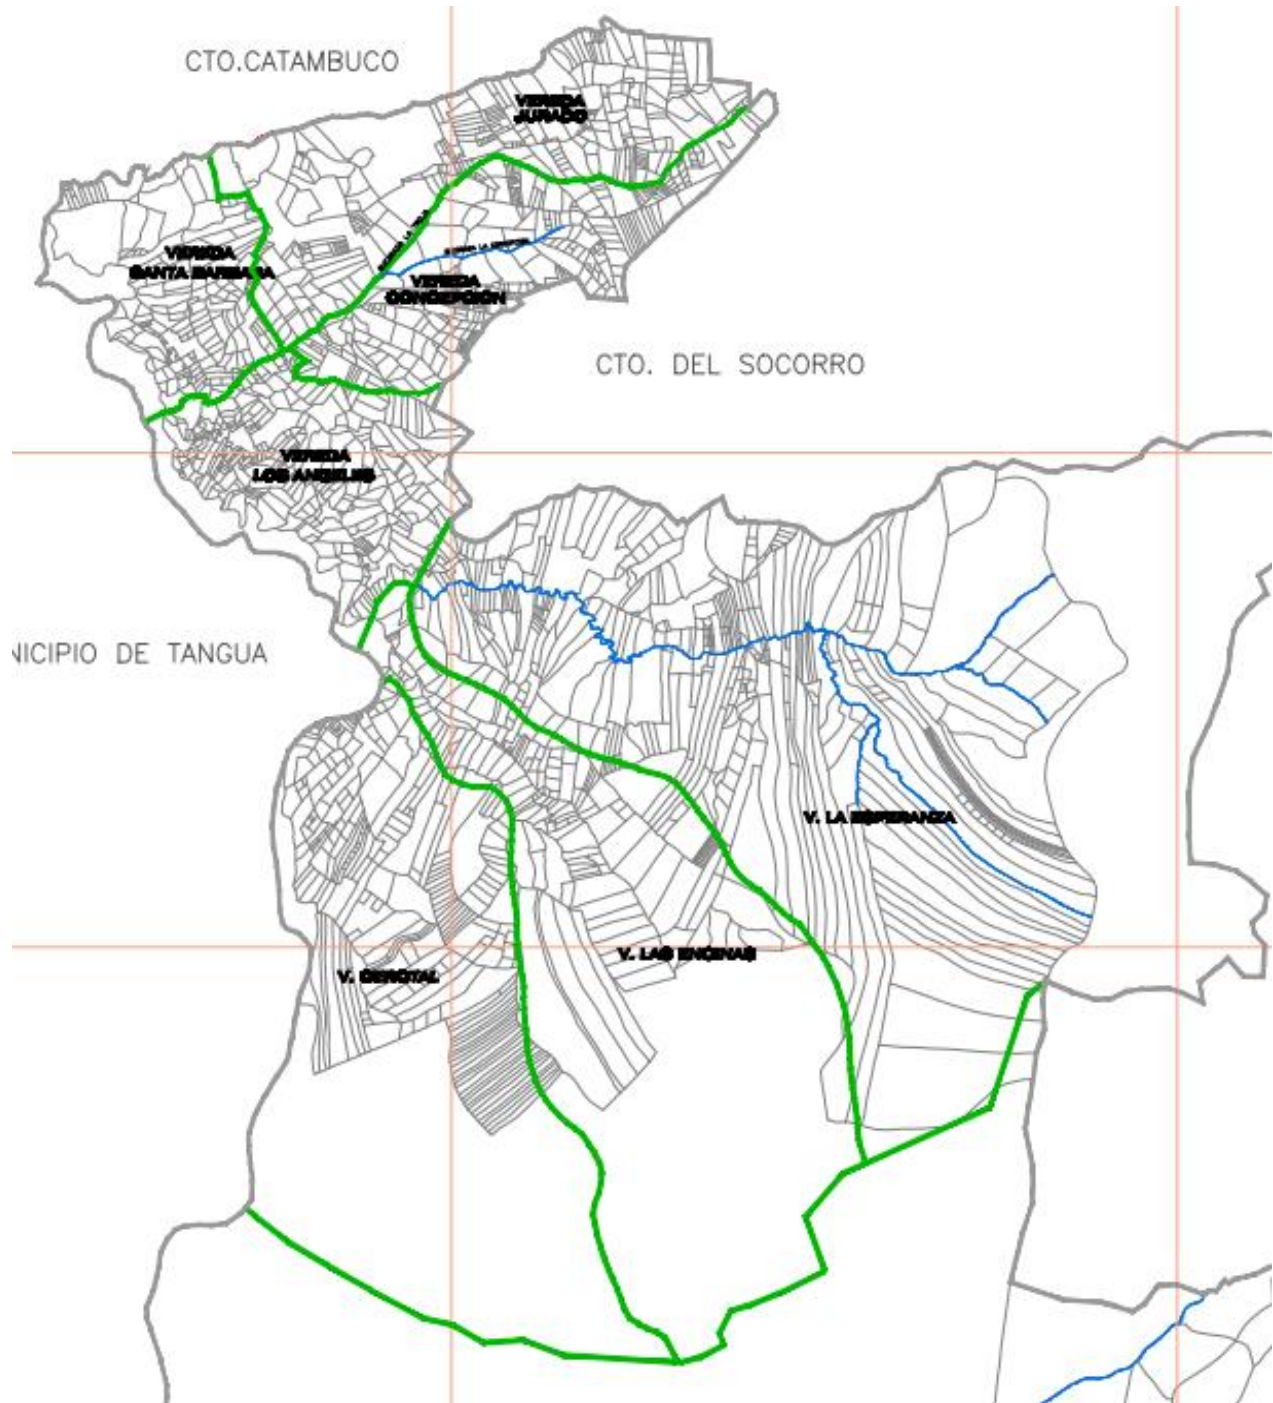 CTO.CATAMBUCO
VEREDA
JURADO
VEREDA
SANTA BARBARA
VEREDA
CONCEPCIÓN
CTO. DEL SOCORRO
VEREDA
LOS ANGELES
NICIPIO DE TANGUA
V. LA ESPERANZA
V. LAS ENCINAS
V. CEROTAL